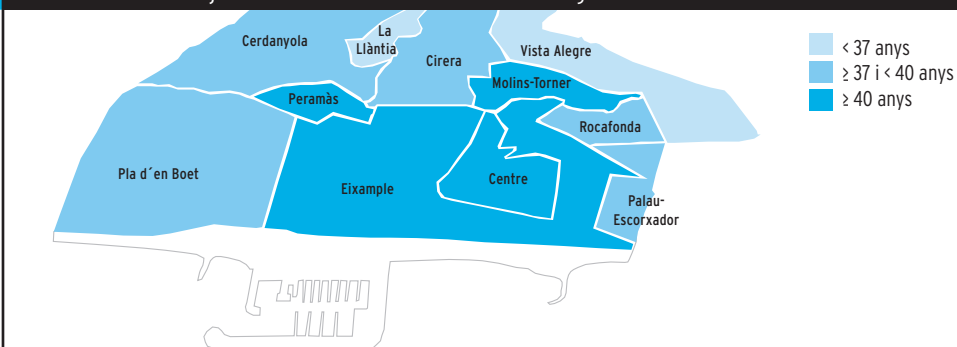 Cerdanyola
La
Llàntia
Cirera
Vista Alegre
< 37 anys
≥ 37 i < 40 anys
≥ 40 anys
Peramàs
Molins-Torner
Rocafonda
Pla d´en Boet
Eixample
Centre
Palau-
Escorxador